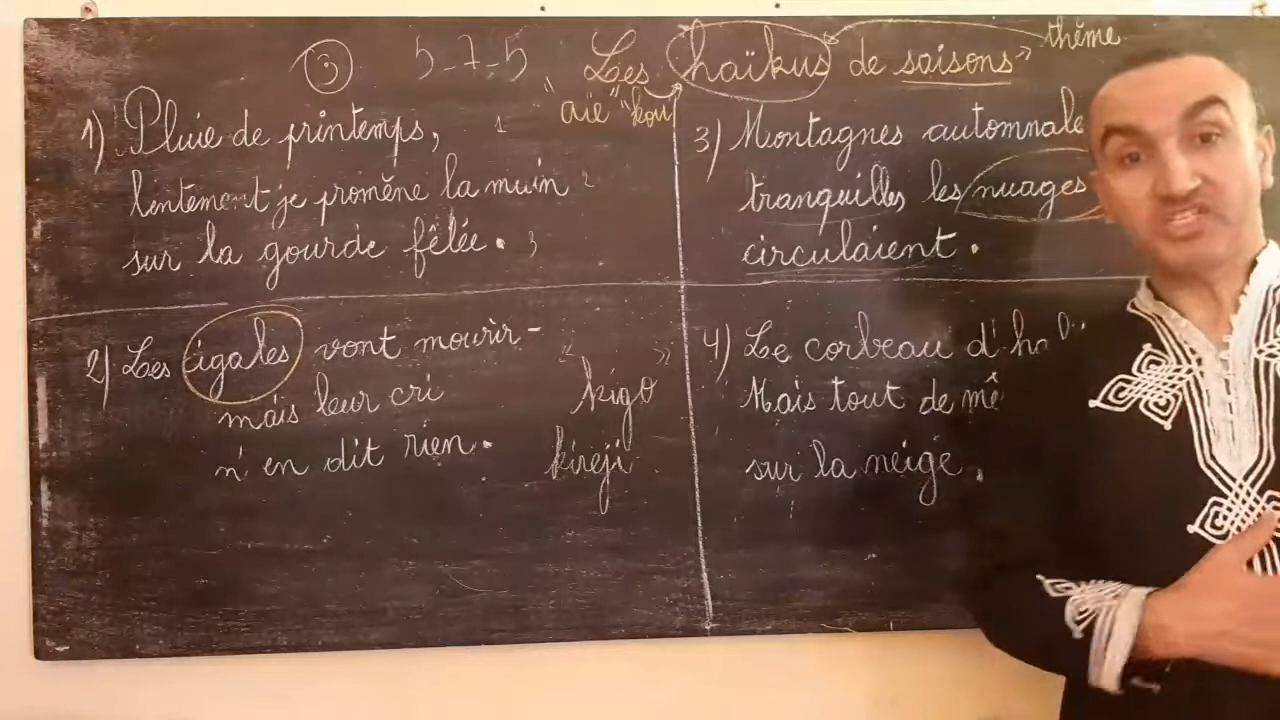 ③ 5-7-5 Les haïkus de saisons" thème
"aïe" "kou"
1) Pluie de printemps, 1
lentement je promène la main 2
sur la gourde fêlée. 3
2) Les cigales vont mourir -
mais leur cri
n'en dit rien.
"kigo"
kireji
3) Montagnes automnale
tranquilles les nuages
circulaient.
4) Le corbeau d'ha
Mais tout de mê
sur la neige.